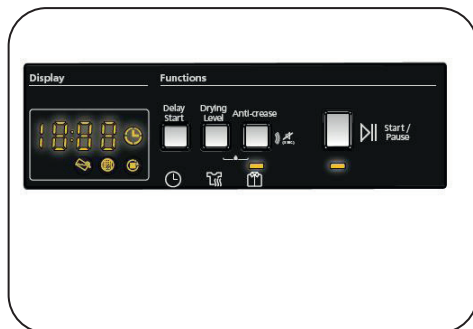 Display
Functions
18:88
Delay
Start
Drying
Level
Anti-crease
Start /
Pause